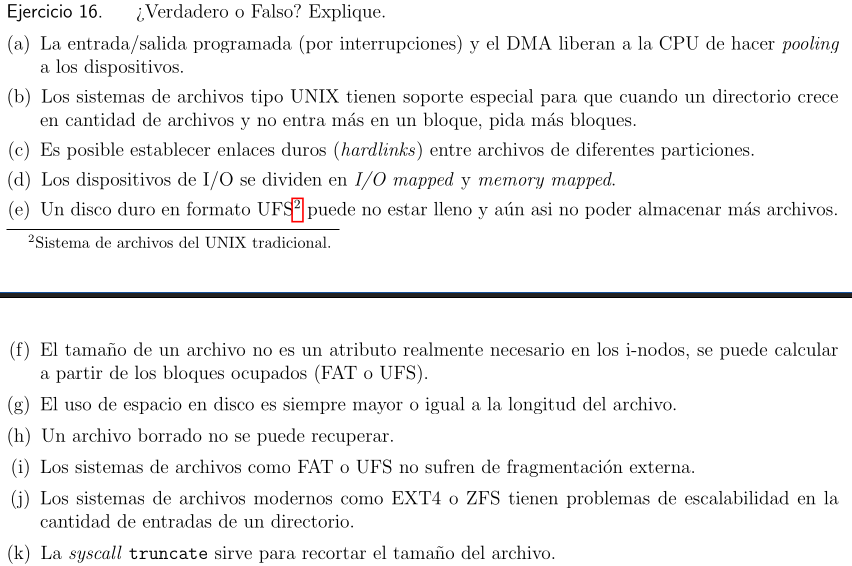 Ejercicio 16. ¿Verdadero o Falso? Explique.
(a) La entrada/salida programada (por interrupciones) y el DMA liberan a la CPU de hacer pooling
a los dispositivos.
(b) Los sistemas de archivos tipo UNIX tienen soporte especial para que cuando un directorio crece
en cantidad de archivos y no entra más en un bloque, pida más bloques.
(c) Es posible establecer enlaces duros (hardlinks) entre archivos de diferentes particiones.
(d) Los dispositivos de I/O se dividen en I/O mapped y memory mapped.
(e) Un disco duro en formato UFS² puede no estar lleno y aún asi no poder almacenar más archivos.
²Sistema de archivos del UNIX tradicional.
(f) El tamaño de un archivo no es un atributo realmente necesario en los i-nodos, se puede calcular
a partir de los bloques ocupados (FAT o UFS).
(g) El uso de espacio en disco es siempre mayor o igual a la longitud del archivo.
(h) Un archivo borrado no se puede recuperar.
(i) Los sistemas de archivos como FAT o UFS no sufren de fragmentación externa.
(j) Los sistemas de archivos modernos como EXT4 o ZFS tienen problemas de escalabilidad en la
cantidad de entradas de un directorio.
(k) La syscall truncate sirve para recortar el tamaño del archivo.